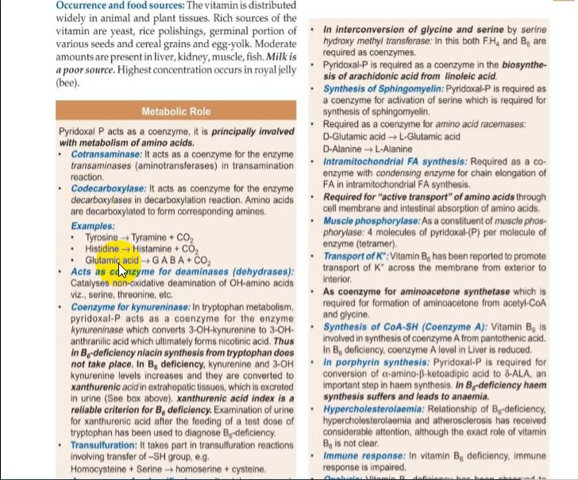 Occurrence and food sources: The vitamin is distributed
widely in animal and plant tissues. Rich sources of the
vitamin are yeast, rice polishings, germinal portion of
various seeds and cereal grains and egg-yolk. Moderate
amounts are present in liver, kidney, muscle, fish. Milk is
a poor source. Highest concentration occurs in royal jelly
(bee).
Metabolic Role
Pyridoxal P acts as a coenzyme, it is principally involved
with metabolism of amino acids.
• Cotransaminase: It acts as a coenzyme for the enzyme
transaminases (aminotransferases) in transamination
reaction.
• Codecarboxylase: It acts as coenzyme for the enzyme
decarboxylases in decarboxylation reaction. Amino acids
are decarboxylated to form corresponding amines.
Examples:
• Tyrosine → Tyramine + CO₂
• Histidine → Histamine + CO₂
• Glutamic acid → G A B A + CO₂
• Acts as coenzyme for deaminases (dehydrases):
Catalyses non-oxidative deamination of OH-amino acids
viz., serine, threonine, etc.
• Coenzyme for kynureninase: In tryptophan metabolism,
pyridoxal-P acts as a coenzyme for the enzyme
kynureninase which converts 3-OH-kynurenine to 3-OH-
anthranilic acid which ultimately forms nicotinic acid. Thus
in B₆-deficiency niacin synthesis from tryptophan does
not take place. In B₆ deficiency, kynurenine and 3-OH
kynurenine levels increases and they are converted to
xanthurenic acid in extrahepatic tissues, which is excreted
in urine (See box above). xanthurenic acid index is a
reliable criterion for B₆ deficiency. Examination of urine
for xanthurenic acid after the feeding of a test dose of
tryptophan has been used to diagnose B₆-deficiency.
• Transulfuration: It takes part in transulfuration reactions
involving transfer of –SH group, e.g.
Homocysteine + Serine → homoserine + cysteine.
• In interconversion of glycine and serine by serine
hydroxy methyl transferase: In this both F.H₄ and B₆ are
required as coenzymes.
• Pyridoxal-P is required as a coenzyme in the biosynthe-
sis of arachidonic acid from linoleic acid.
• Synthesis of Sphingomyelin: Pyridoxal-P is required as
a coenzyme for activation of serine which is required for
synthesis of sphingomyelin.
• Required as a coenzyme for amino acid racemases:
D-Glutamic acid → L-Glutamic acid
D-Alanine → L-Alanine
• Intramitochondrial FA synthesis: Required as a co-
enzyme with condensing enzyme for chain elongation of
FA in intramitochondrial FA synthesis.
• Required for "active transport" of amino acids through
cell membrane and intestinal absorption of amino acids.
• Muscle phosphorylase: As a constituent of muscle phos-
phorylase: 4 molecules of pyridoxal-(P) per molecule of
enzyme (tetramer).
• Transport of K⁺: Vitamin B₆ has been reported to promote
transport of K⁺ across the membrane from exterior to
interior.
• As coenzyme for aminoacetone synthetase which is
required for formation of aminoacetone from acetyl-CoA
and glycine.
• Synthesis of CoA-SH (Coenzyme A): Vitamin B₆ is
involved in synthesis of coenzyme A from pantothenic acid.
In B₆ deficiency, coenzyme A level in Liver is reduced.
• In porphyrin synthesis: Pyridoxal-P is required for
conversion of α-amino-β-ketoadipic acid to δ-ALA, an
important step in haem synthesis. In B₆-deficiency haem
synthesis suffers and leads to anaemia.
• Hypercholesterolaemia: Relationship of B₆-deficiency,
hypercholesterolaemia and atherosclerosis has received
considerable attention, although the exact role of vitamin
B₆ is not clear.
• Immune response: In vitamin B₆ deficiency, immune
response is impaired.